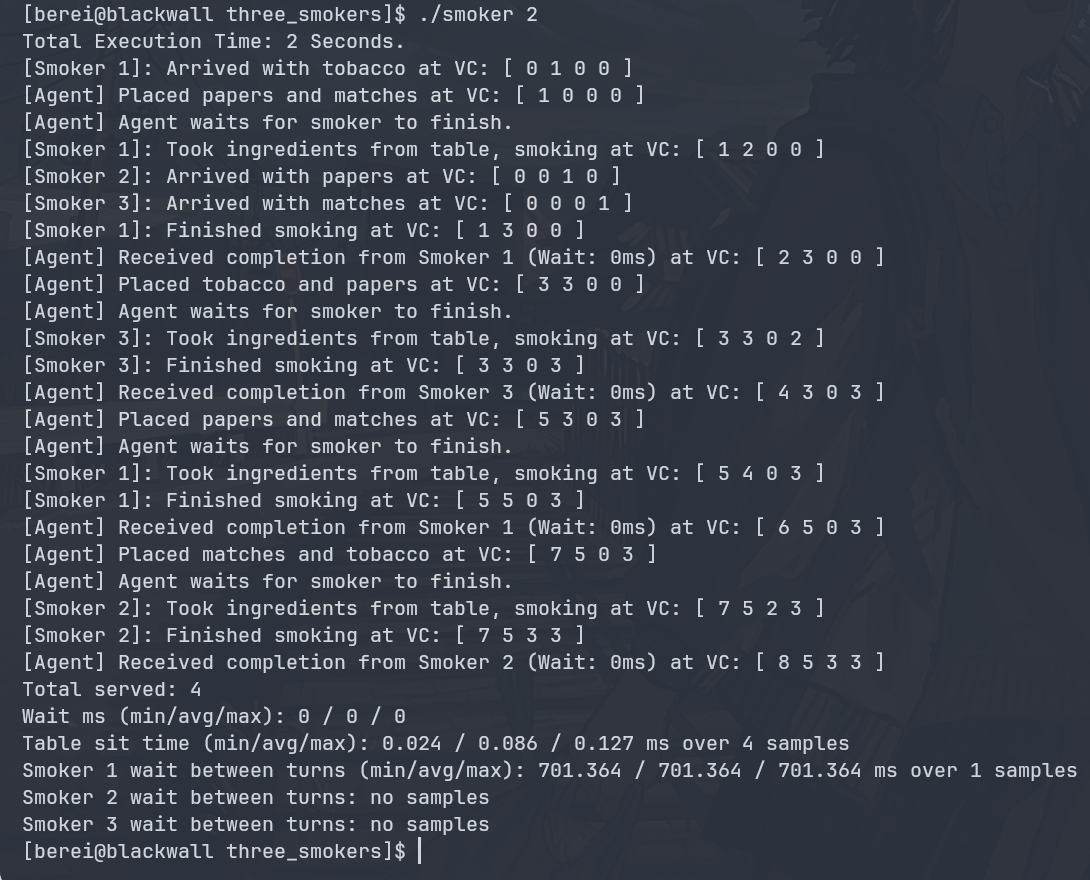 [berei@blackwall three_smokers]$ ./smoker 2
Total Execution Time: 2 Seconds.
[Smoker 1]: Arrived with tobacco at VC: [ 0 1 0 0 ]
[Agent] Placed papers and matches at VC: [ 1 0 0 0 ]
[Agent] Agent waits for smoker to finish.
[Smoker 1]: Took ingredients from table, smoking at VC: [ 1 2 0 0 ]
[Smoker 2]: Arrived with papers at VC: [ 0 0 1 0 ]
[Smoker 3]: Arrived with matches at VC: [ 0 0 0 1 ]
[Smoker 1]: Finished smoking at VC: [ 1 3 0 0 ]
[Agent] Received completion from Smoker 1 (Wait: 0ms) at VC: [ 2 3 0 0 ]
[Agent] Placed tobacco and papers at VC: [ 3 3 0 0 ]
[Agent] Agent waits for smoker to finish.
[Smoker 3]: Took ingredients from table, smoking at VC: [ 3 3 0 2 ]
[Smoker 3]: Finished smoking at VC: [ 3 3 0 3 ]
[Agent] Received completion from Smoker 3 (Wait: 0ms) at VC: [ 4 3 0 3 ]
[Agent] Placed papers and matches at VC: [ 5 3 0 3 ]
[Agent] Agent waits for smoker to finish.
[Smoker 1]: Took ingredients from table, smoking at VC: [ 5 4 0 3 ]
[Smoker 1]: Finished smoking at VC: [ 5 5 0 3 ]
[Agent] Received completion from Smoker 1 (Wait: 0ms) at VC: [ 6 5 0 3 ]
[Agent] Placed matches and tobacco at VC: [ 7 5 0 3 ]
[Agent] Agent waits for smoker to finish.
[Smoker 2]: Took ingredients from table, smoking at VC: [ 7 5 2 3 ]
[Smoker 2]: Finished smoking at VC: [ 7 5 3 3 ]
[Agent] Received completion from Smoker 2 (Wait: 0ms) at VC: [ 8 5 3 3 ]
Total served: 4
Wait ms (min/avg/max): 0 / 0 / 0
Table sit time (min/avg/max): 0.024 / 0.086 / 0.127 ms over 4 samples
Smoker 1 wait between turns (min/avg/max): 701.364 / 701.364 / 701.364 ms over 1 samples
Smoker 2 wait between turns: no samples
Smoker 3 wait between turns: no samples
[berei@blackwall three_smokers]$